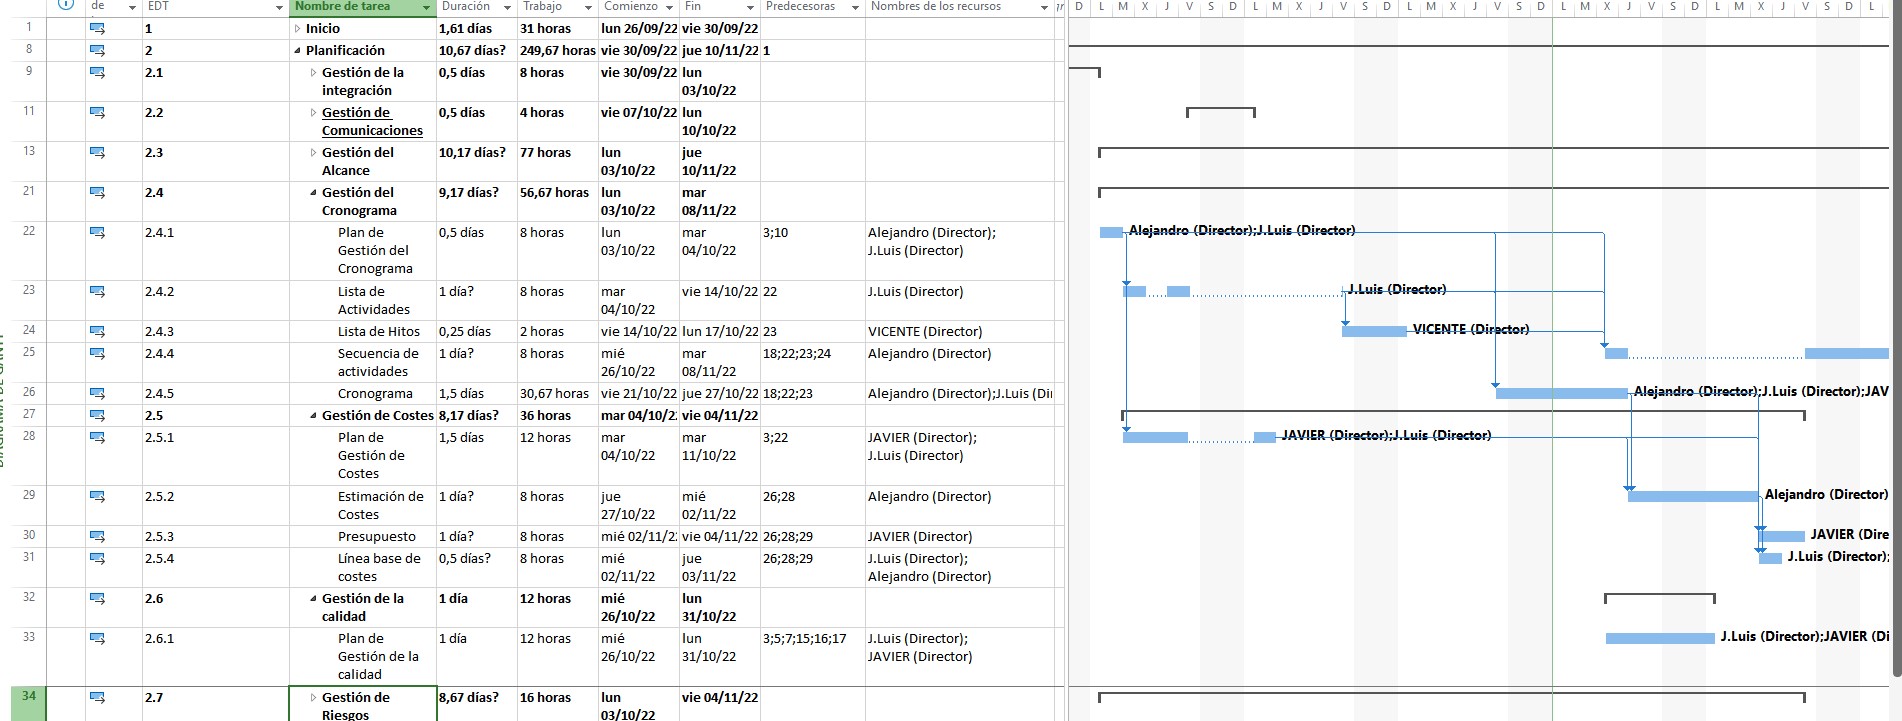 de EDT Nombre de tarea Duración Trabajo Comienzo Fin Predecesoras Nombres de los recursos D L M X J V S D L M X J V S D L M X J V S D L M X J V S D L M X J V S D L
1 1 Inicio 1,61 días 31 horas lun 26/09/22 vie 30/09/22
8 2 Planificación 10,67 días? 249,67 horas vie 30/09/22 jue 10/11/22 1
9 2.1 Gestión de la 0,5 días 8 horas vie 30/09/22 lun
integración 03/10/22
11 2.2 Gestión de 0,5 días 4 horas vie 07/10/22 lun
Comunicaciones 10/10/22
13 2.3 Gestión del 10,17 días? 77 horas lun jue
Alcance 03/10/22 10/11/22
21 2.4 Gestión del 9,17 días? 56,67 horas lun mar
Cronograma 03/10/22 08/11/22
22 2.4.1 Plan de 0,5 días 8 horas lun mar 3;10 Alejandro (Director); Alejandro (Director);J.Luis (Director)
Gestión del 03/10/22 04/10/22 J.Luis (Director)
Cronograma
23 2.4.2 Lista de 1 día? 8 horas mar vie 14/10/22 22 J.Luis (Director) J.Luis (Director)
Actividades 04/10/22
24 2.4.3 Lista de Hitos 0,25 días 2 horas vie 14/10/22 lun 17/10/22 23 VICENTE (Director) VICENTE (Director)
25 2.4.4 Secuencia de 1 día? 8 horas mié mar 18;22;23;24 Alejandro (Director)
actividades 26/10/22 08/11/22
26 2.4.5 Cronograma 1,5 días 30,67 horas vie 21/10/22 jue 27/10/22 18;22;23 Alejandro (Director);J.Luis (Di Alejandro (Director);J.Luis (Director);JAV
27 2.5 Gestión de Costes 8,17 días? 36 horas mar 04/10/2 vie 04/11/22
28 2.5.1 Plan de 1,5 días 12 horas mar mar 3;22 JAVIER (Director); JAVIER (Director);J.Luis (Director)
Gestión de 04/10/22 11/10/22 J.Luis (Director)
Costes
29 2.5.2 Estimación de 1 día? 8 horas jue mié 26;28 Alejandro (Director) Alejandro (Director)
Costes 27/10/22 02/11/22
30 2.5.3 Presupuesto 1 día? 8 horas mié 02/11/2 vie 04/11/22 26;28;29 JAVIER (Director) JAVIER (Dire
31 2.5.4 Línea base de 0,5 días? 8 horas mié jue 26;28;29 J.Luis (Director); J.Luis (Director);
costes 02/11/22 03/11/22 Alejandro (Director)
32 2.6 Gestión de la 1 día 12 horas mié lun
calidad 26/10/22 31/10/22
33 2.6.1 Plan de 1 día 12 horas mié lun 3;5;7;15;16;17 J.Luis (Director); J.Luis (Director);JAVIER (Di
Gestión de la 26/10/22 31/10/22 JAVIER (Director)
calidad
34 2.7 Gestión de 8,67 días? 16 horas lun vie 04/11/22
Riesgos 03/10/22